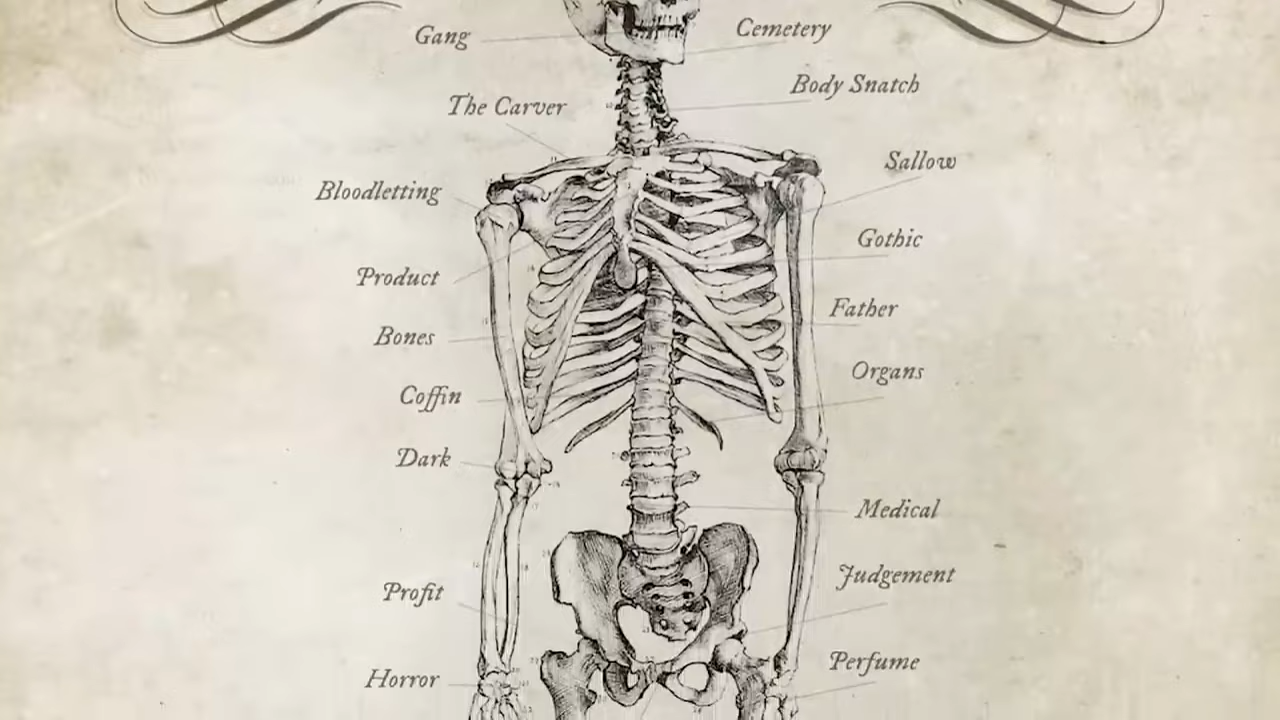 Gang
Cemetery
Body Snatch
The Carver
Sallow
Bloodletting
Gothic
Product
Father
Bones
Organs
Coffin
Dark
Medical
Judgement
Profit
Perfume
Horror